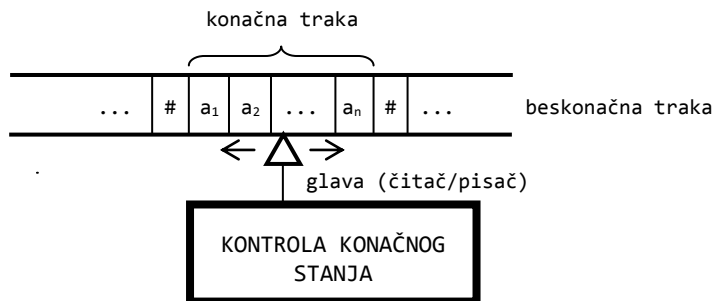 konačna traka
... # a₁ a₂ ... aₙ # ... beskonačna traka
glava (čitač/pisač)
KONTROLA KONAČNOG
STANJA